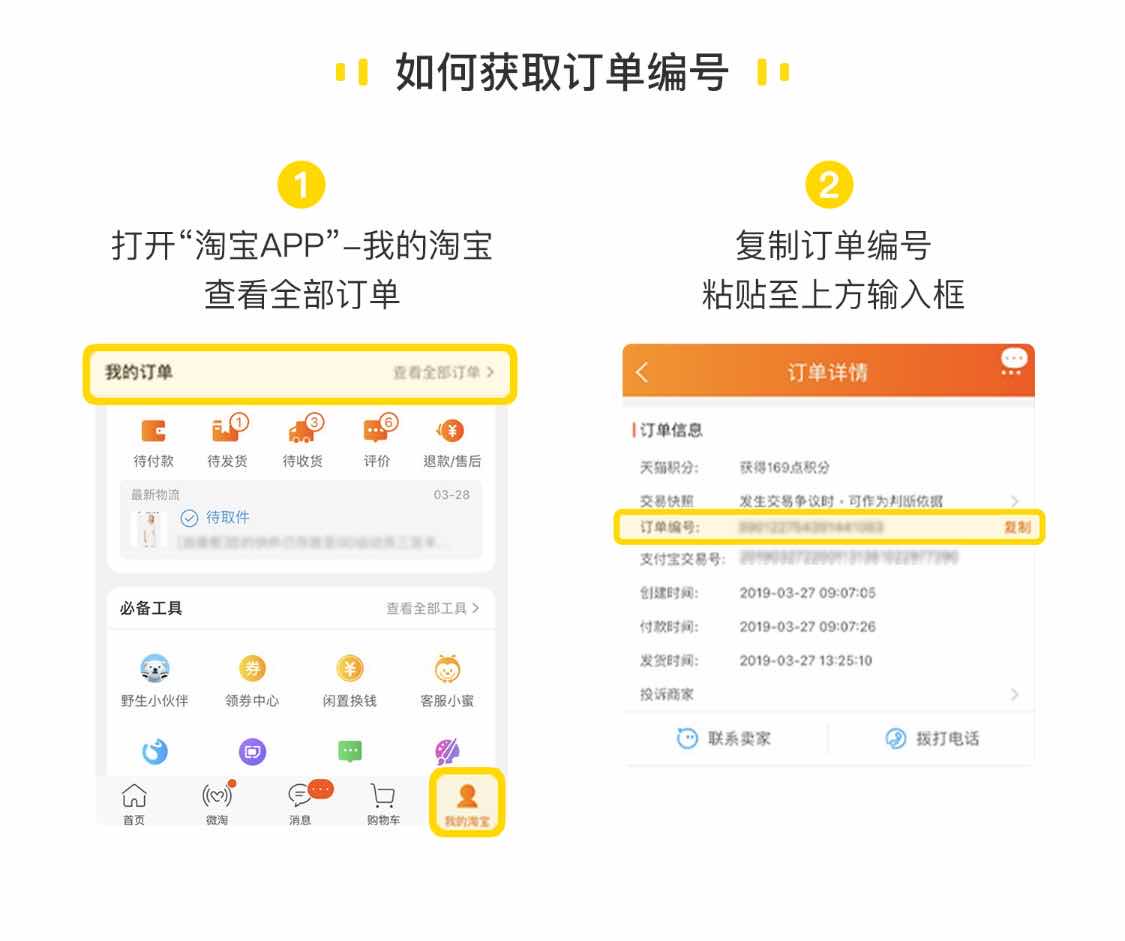 如何获取订单编号
1
打开“淘宝APP”-我的淘宝
查看全部订单
我的订单
查看全部订单 >
1
3
6
待付款
待发货
待收货
评价
退款/售后
最新物流
03-28
待取件
必备工具
查看全部工具 >
券
野生小伙伴
领券中心
闲置换钱
客服小蜜
首页
微淘
消息
购物车
我的淘宝
2
复制订单编号
粘贴至上方输入框
订单详情
订单信息
天猫积分: 获得169点积分
交易快照 发生交易争议时,可作为判断依据
订单编号: 复制
支付宝交易号:
创建时间: 2019-03-27 09:07:05
付款时间: 2019-03-27 09:07:26
发货时间: 2019-03-27 13:25:10
投诉商家
联系卖家
拨打电话